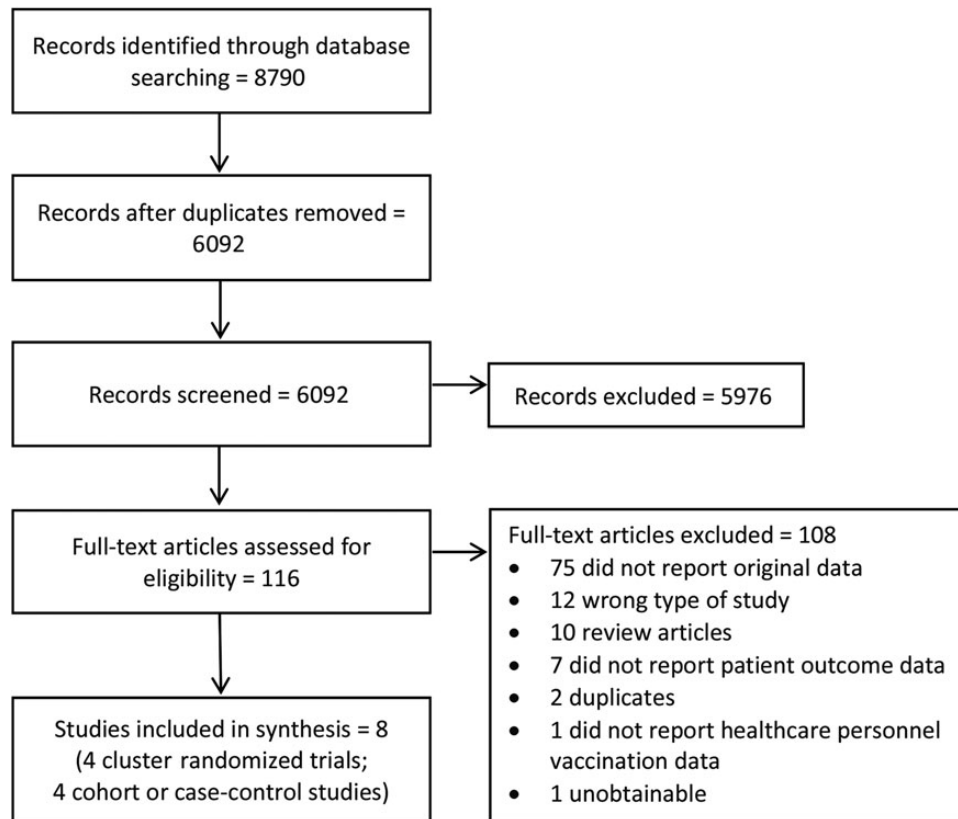 Records identified through database
searching = 8790
Records after duplicates removed =
6092
Records screened = 6092
Records excluded = 5976
Full-text articles assessed for
eligibility = 116
Full-text articles excluded = 108
• 75 did not report original data
• 12 wrong type of study
• 10 review articles
• 7 did not report patient outcome data
• 2 duplicates
• 1 did not report healthcare personnel
vaccination data
• 1 unobtainable
Studies included in synthesis = 8
(4 cluster randomized trials;
4 cohort or case-control studies)